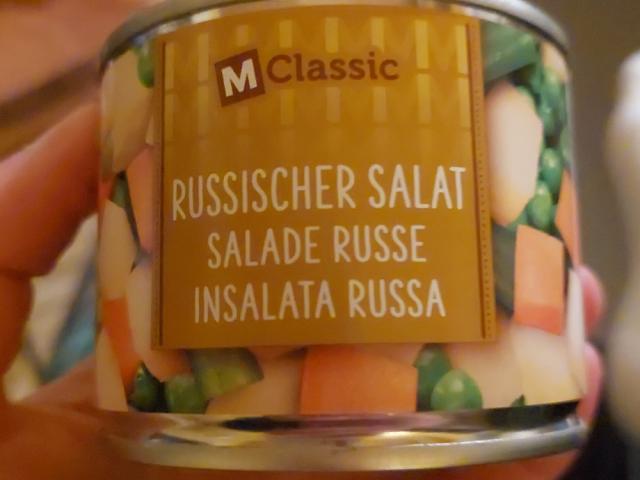 M Classic
RUSSISCHER SALAT
SALADE RUSSE
INSALATA RUSSA